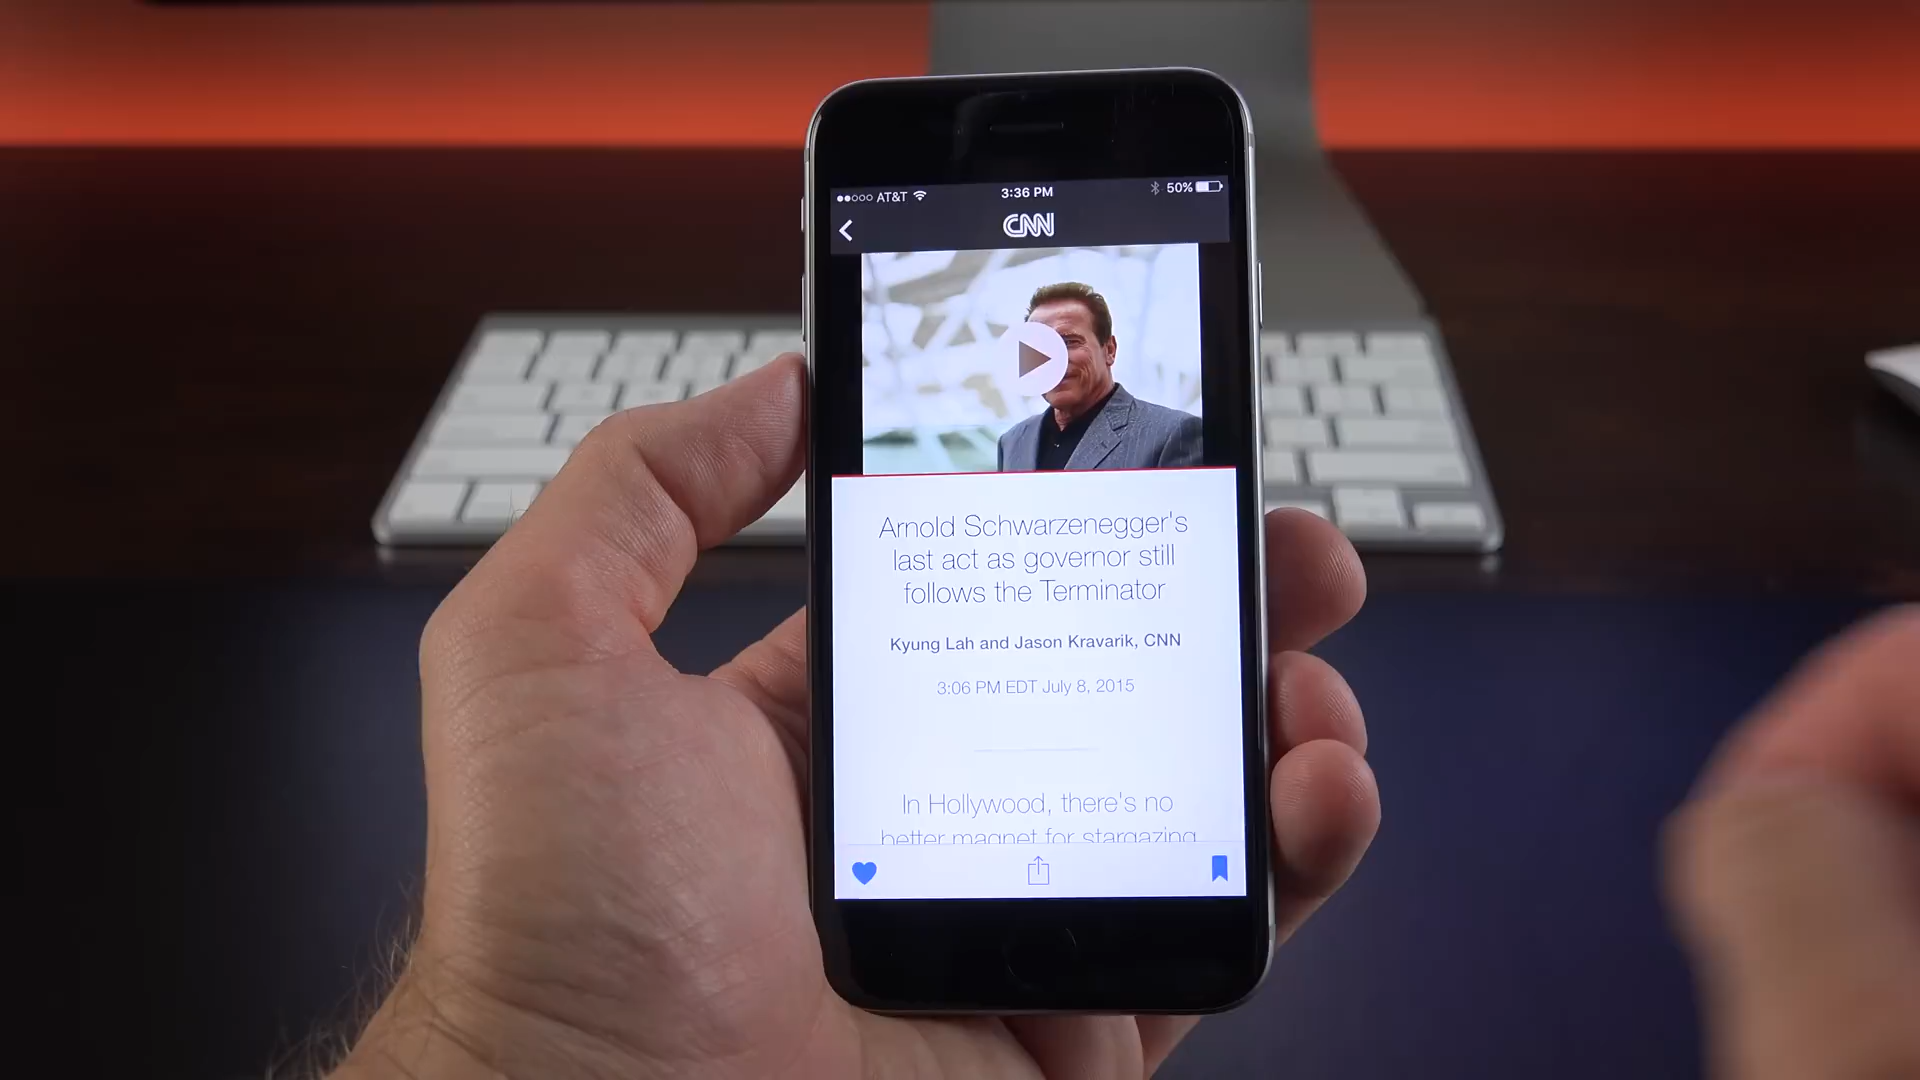 AT&T
3:36 PM
50%
CNN
Arnold Schwarzenegger's
last act as governor still
follows the Terminator
Kyung Lah and Jason Kravarik, CNN
3:06 PM EDT July 8, 2015
In Hollywood, there's no
better magnet for stargazing